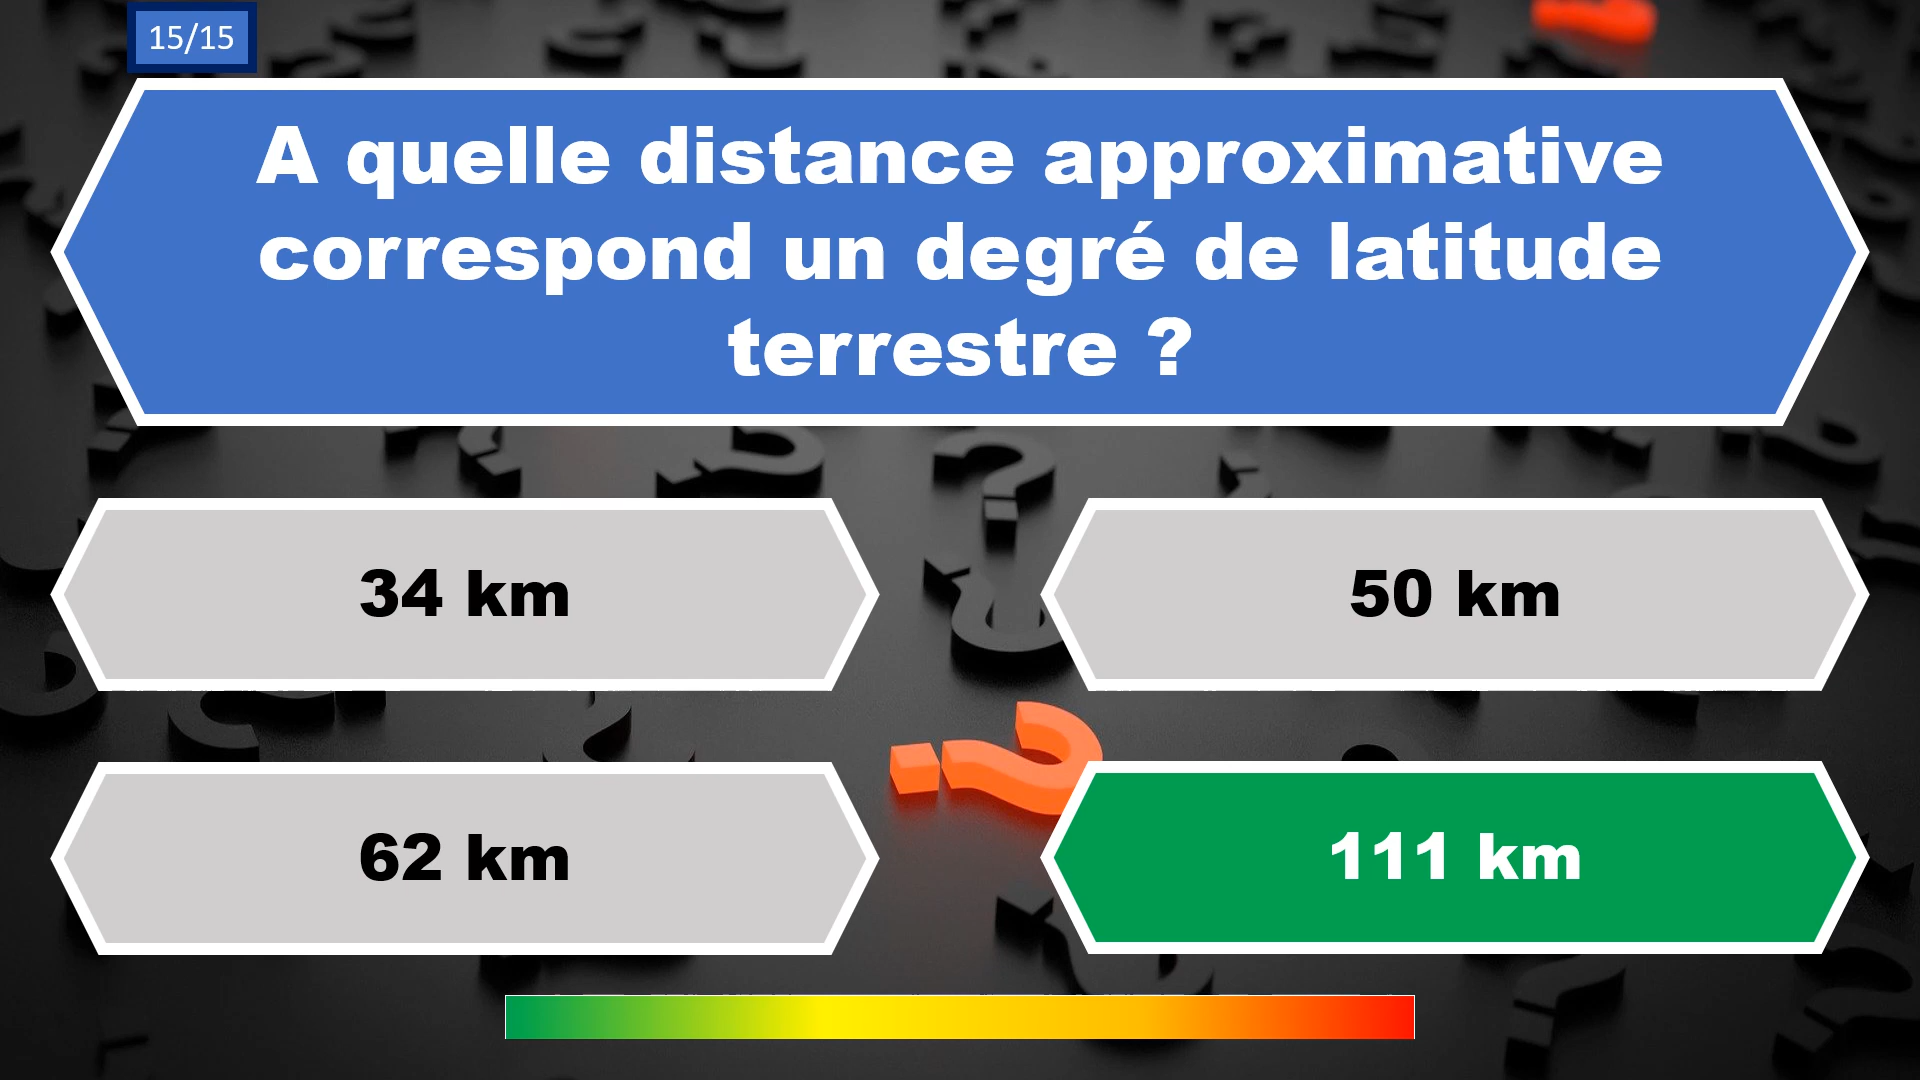 15/15
A quelle distance approximative
correspond un degré de latitude
terrestre ?
34 km
50 km
62 km
111 km